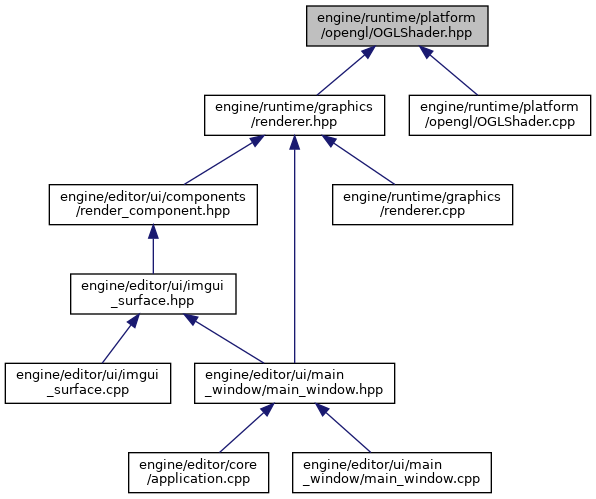 engine/runtime/platform
/opengl/OGLShader.hpp
engine/runtime/graphics
/renderer.hpp
engine/runtime/platform
/opengl/OGLShader.cpp
engine/editor/ui/components
/render_component.hpp
engine/runtime/graphics
/renderer.cpp
engine/editor/ui/imgui
_surface.hpp
engine/editor/ui/imgui
_surface.cpp
engine/editor/ui/main
_window/main_window.hpp
engine/editor/core
/application.cpp
engine/editor/ui/main
_window/main_window.cpp